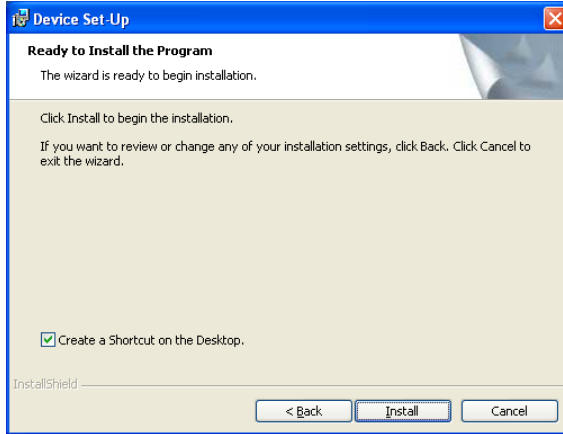 Device Set-Up
Ready to Install the Program
The wizard is ready to begin installation.
Click Install to begin the installation.
If you want to review or change any of your installation settings, click Back. Click Cancel to
exit the wizard.
Create a Shortcut on the Desktop.
InstallShield
< Back Install Cancel